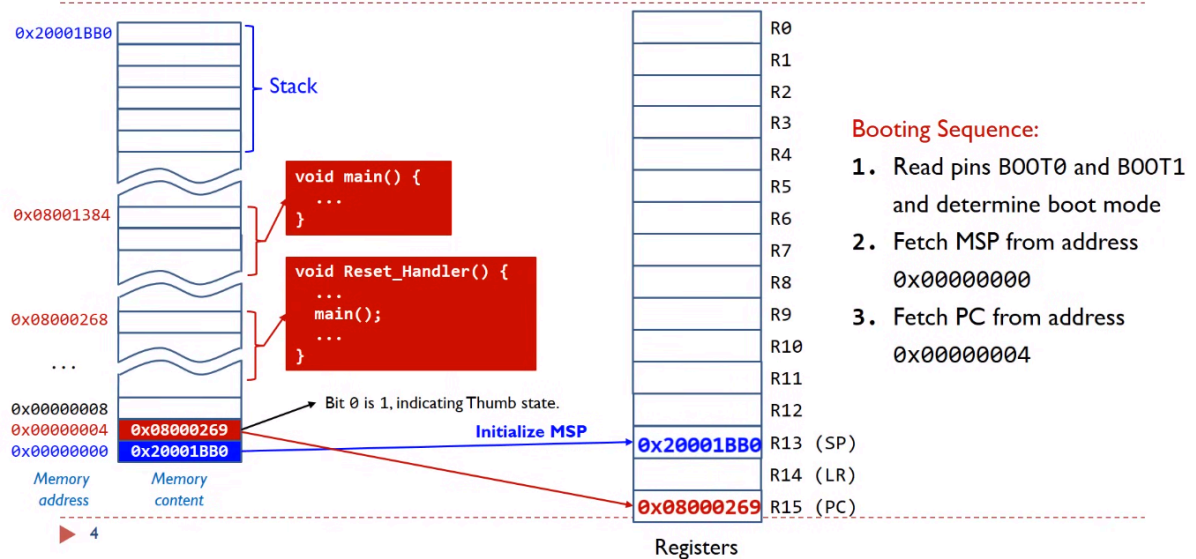 0x20001BB0
Stack
0x08001384
void main() {
...
}
0x08000268
void Reset_Handler() {
...
main();
...
}
...
0x00000008
Bit 0 is 1, indicating Thumb state.
0x00000004
0x08000269
0x00000000
0x20001BB0
Initialize MSP
Memory
address
Memory
content
R0
R1
R2
R3
R4
R5
R6
R7
R8
R9
R10
R11
R12
0x20001BB0 R13 (SP)
R14 (LR)
0x08000269 R15 (PC)
Registers
Booting Sequence:
1. Read pins BOOT0 and BOOT1
and determine boot mode
2. Fetch MSP from address
0x00000000
3. Fetch PC from address
0x00000004
4